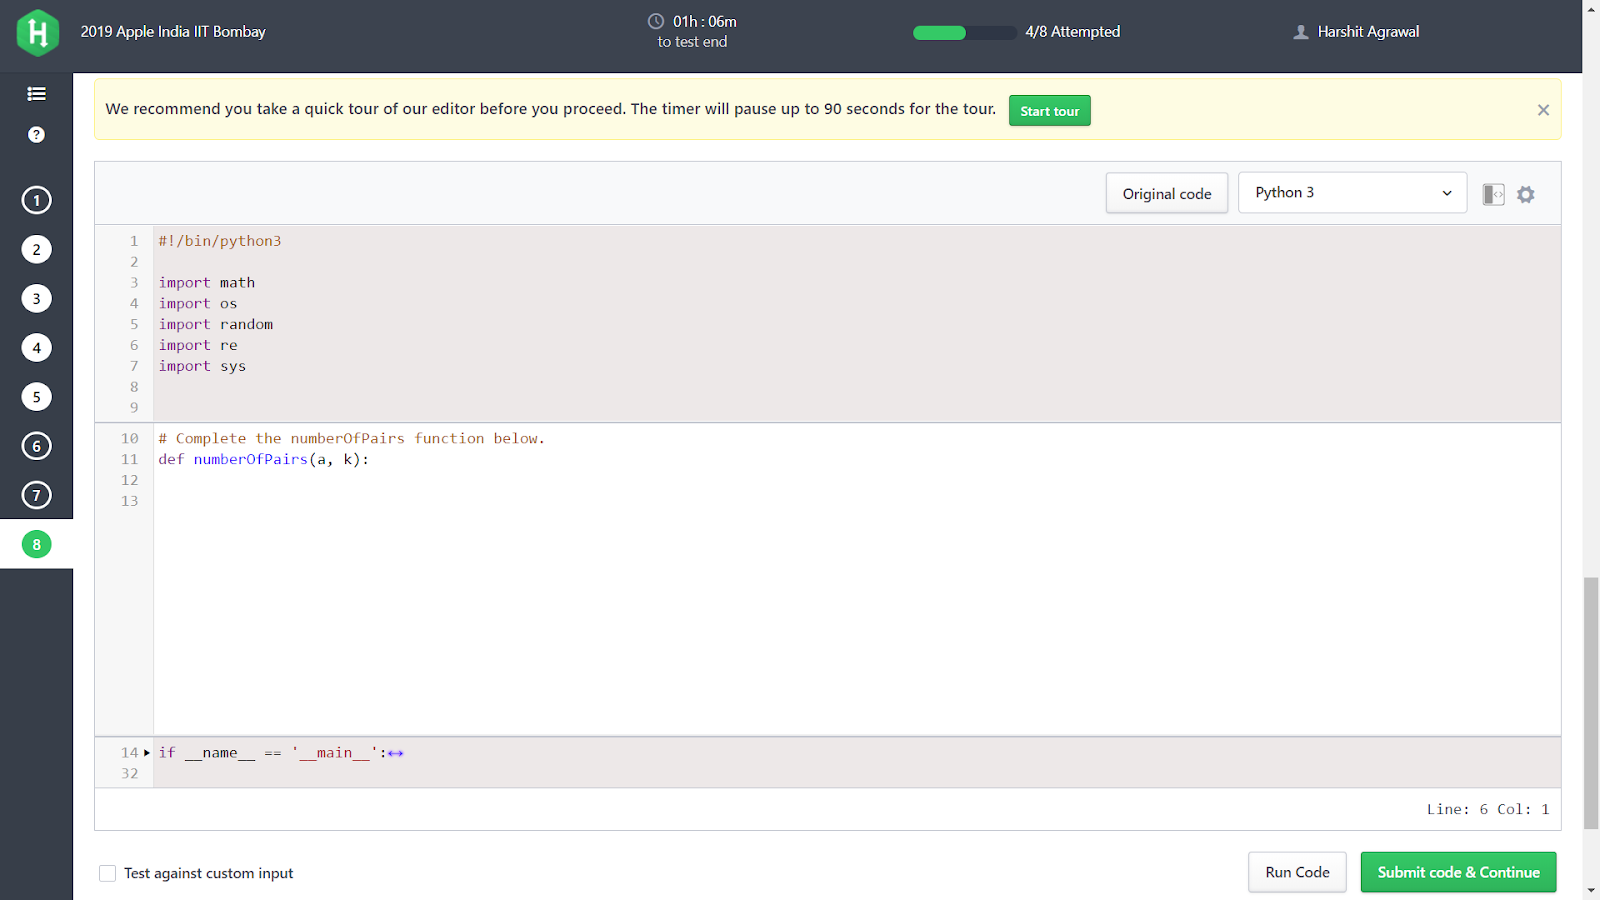 H
2019 Apple India IIT Bombay
01h : 06m
to test end
4/8 Attempted
Harshit Agrawal
?
1
2
3
4
5
6
7
8
We recommend you take a quick tour of our editor before you proceed. The timer will pause up to 90 seconds for the tour.
Start tour
Original code
Python 3
1 #!/bin/python3
2
3 import math
4 import os
5 import random
6 import re
7 import sys
8
9
10 # Complete the numberOfPairs function below.
11 def numberOfPairs(a, k):
12
13
14 if __name__ == '__main__':
32
Line: 6 Col: 1
Test against custom input
Run Code
Submit code & Continue